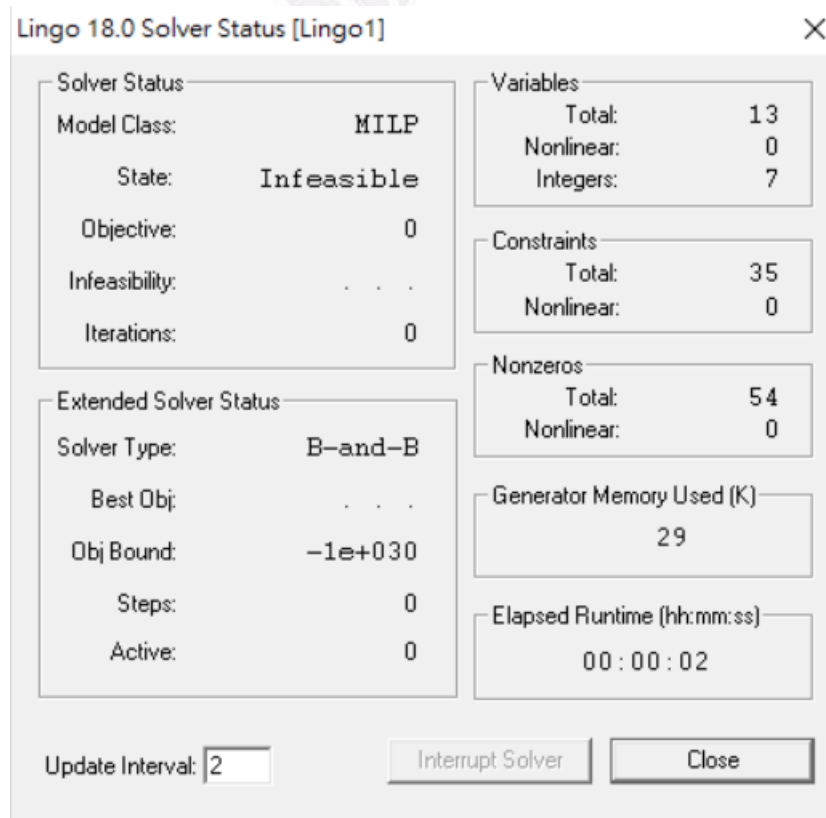 Lingo 18.0 Solver Status [Lingo1]
Solver Status
Model Class: MILP
State: Infeasible
Objective: 0
Infeasibility: . . .
Iterations: 0
Extended Solver Status
Solver Type: B-and-B
Best Obj: . . .
Obj Bound: -1e+030
Steps: 0
Active: 0
Variables
Total: 13
Nonlinear: 0
Integers: 7
Constraints
Total: 35
Nonlinear: 0
Nonzeros
Total: 54
Nonlinear: 0
Generator Memory Used (K)
29
Elapsed Runtime (hh:mm:ss)
00:00:02
Update Interval: 2
Interrupt Solver
Close